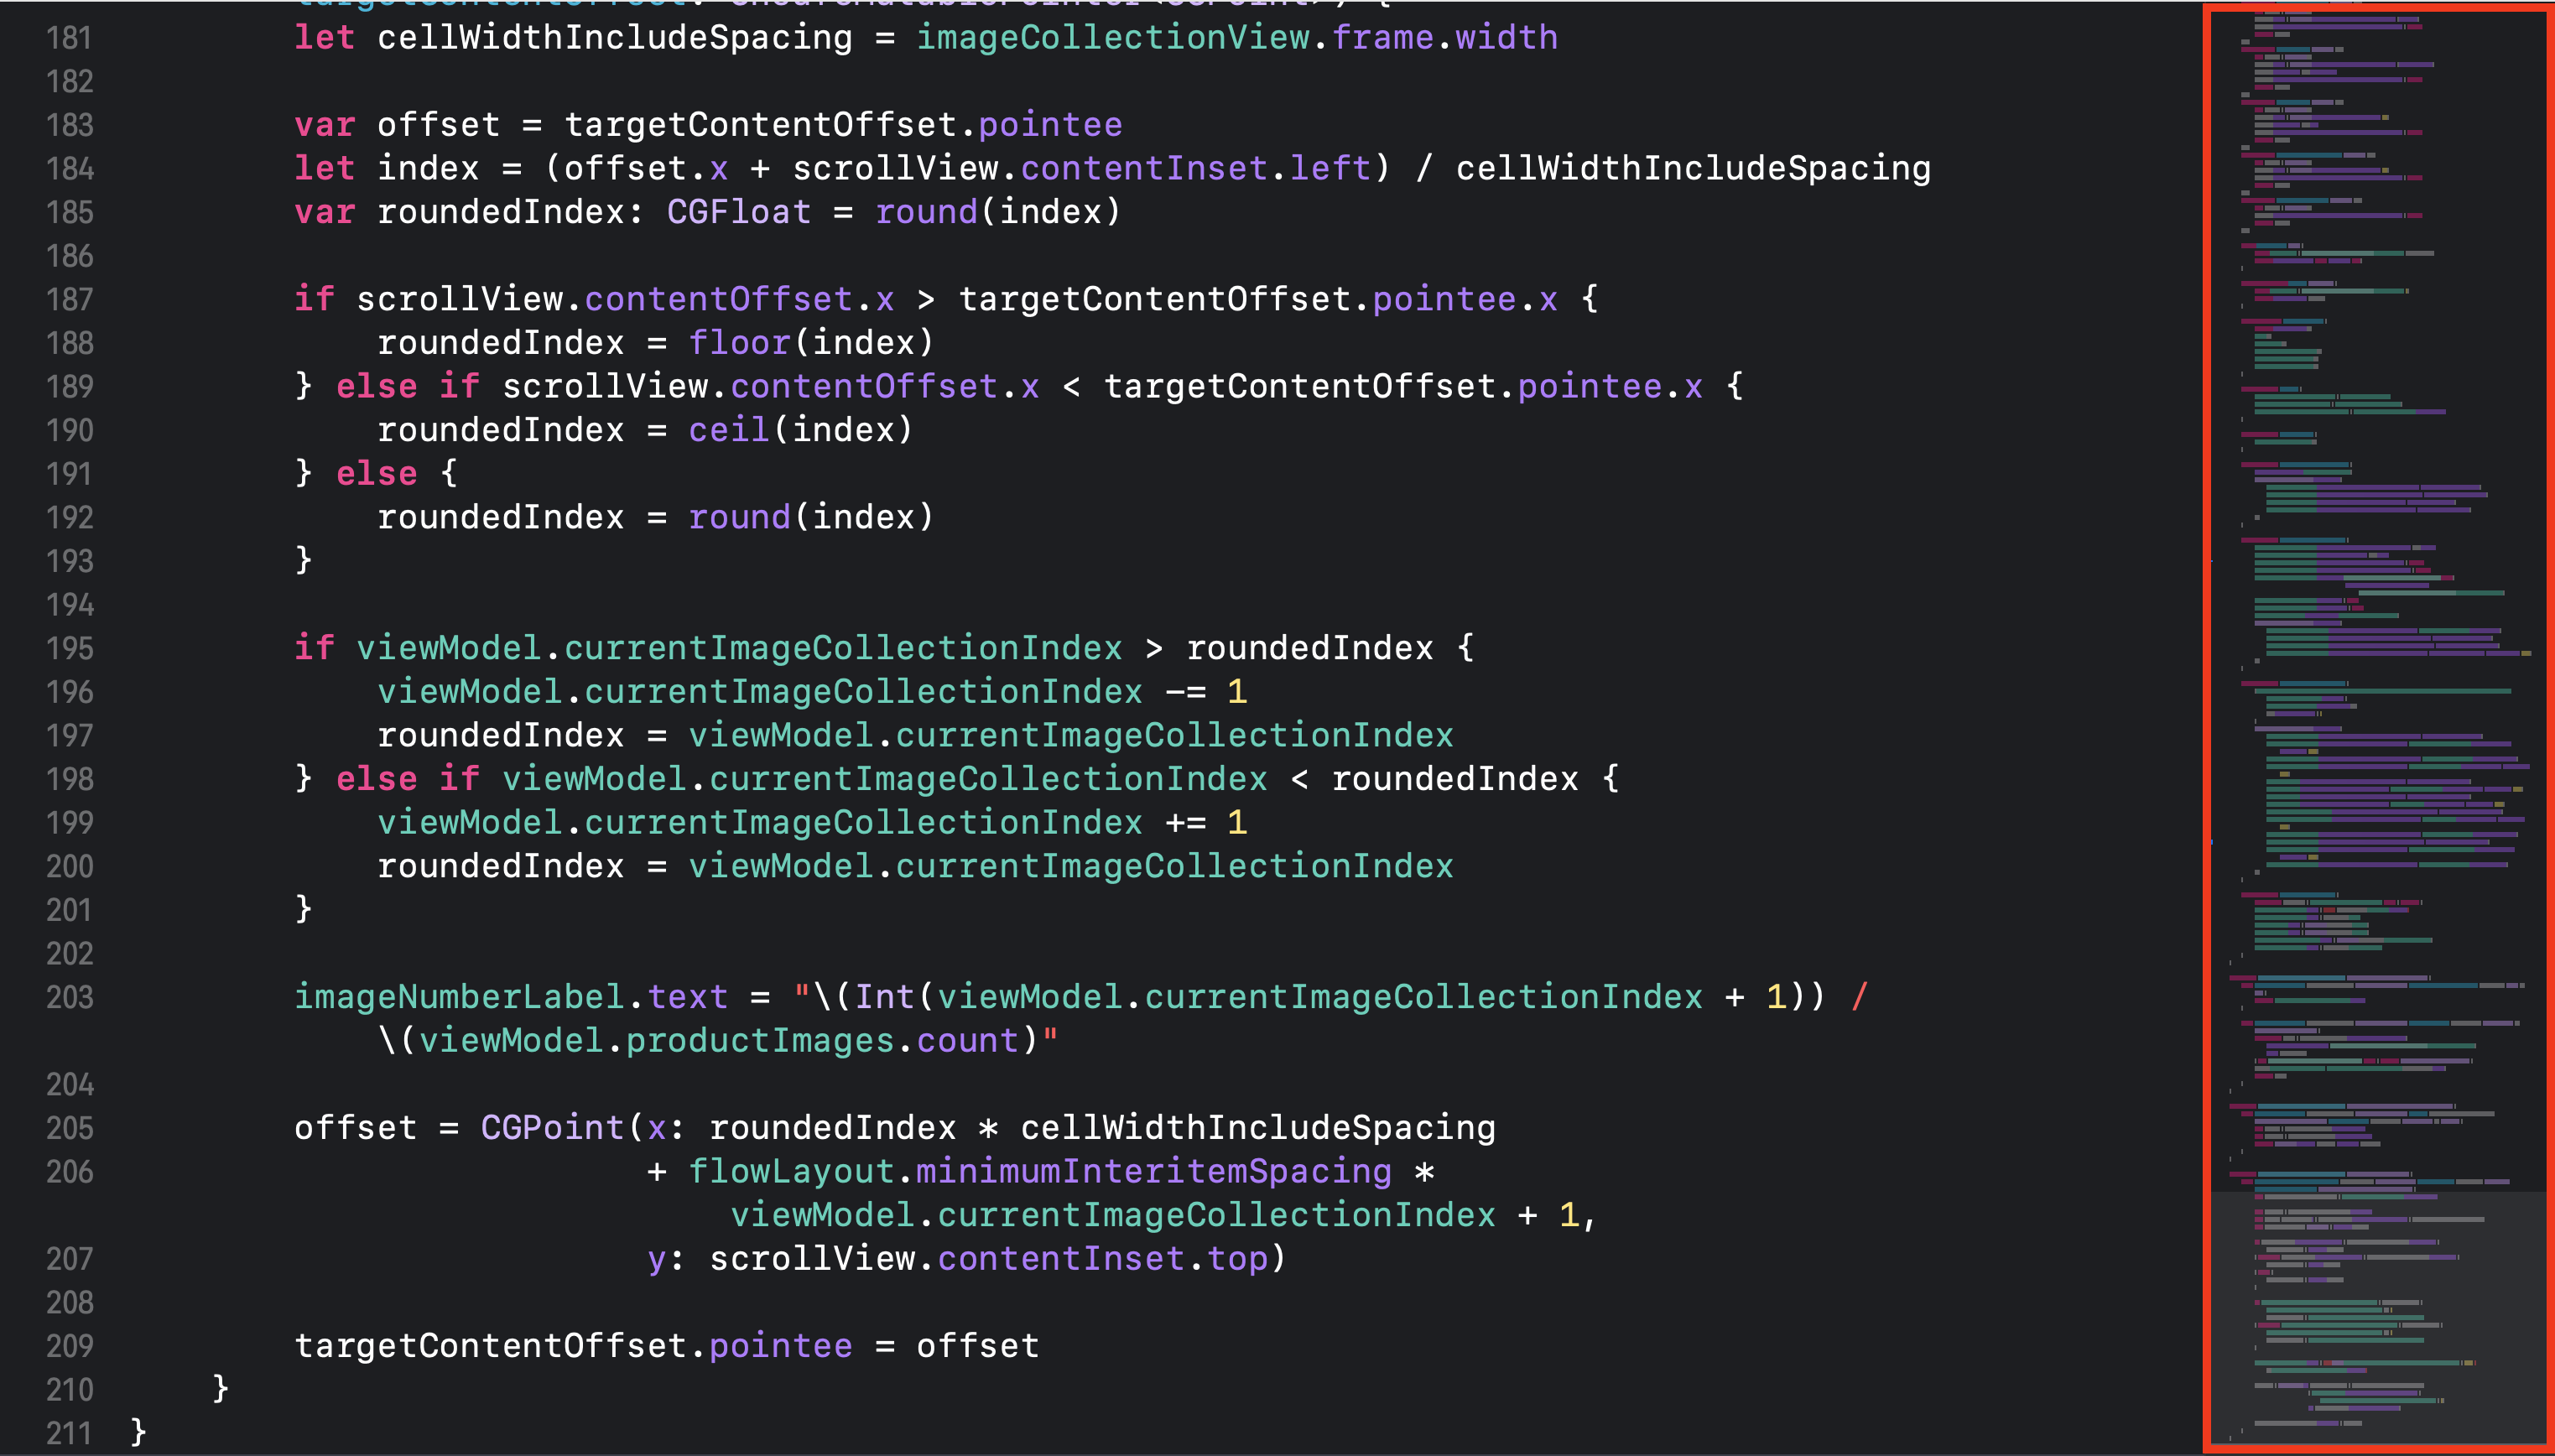 181 let cellWidthIncludeSpacing = imageCollectionView.frame.width
182
183 var offset = targetContentOffset.pointee
184 let index = (offset.x + scrollView.contentInset.left) / cellWidthIncludeSpacing
185 var roundedIndex: CGFloat = round(index)
186
187 if scrollView.contentOffset.x > targetContentOffset.pointee.x {
188 roundedIndex = floor(index)
189 } else if scrollView.contentOffset.x < targetContentOffset.pointee.x {
190 roundedIndex = ceil(index)
191 } else {
192 roundedIndex = round(index)
193 }
194
195 if viewModel.currentImageCollectionIndex > roundedIndex {
196 viewModel.currentImageCollectionIndex -= 1
197 roundedIndex = viewModel.currentImageCollectionIndex
198 } else if viewModel.currentImageCollectionIndex < roundedIndex {
199 viewModel.currentImageCollectionIndex += 1
200 roundedIndex = viewModel.currentImageCollectionIndex
201 }
202
203 imageNumberLabel.text = "\(Int(viewModel.currentImageCollectionIndex + 1)) /
\(viewModel.productImages.count)"
204
205 offset = CGPoint(x: roundedIndex * cellWidthIncludeSpacing
206 + flowLayout.minimumInteritemSpacing *
viewModel.currentImageCollectionIndex + 1,
207 y: scrollView.contentInset.top)
208
209 targetContentOffset.pointee = offset
210 }
211 }